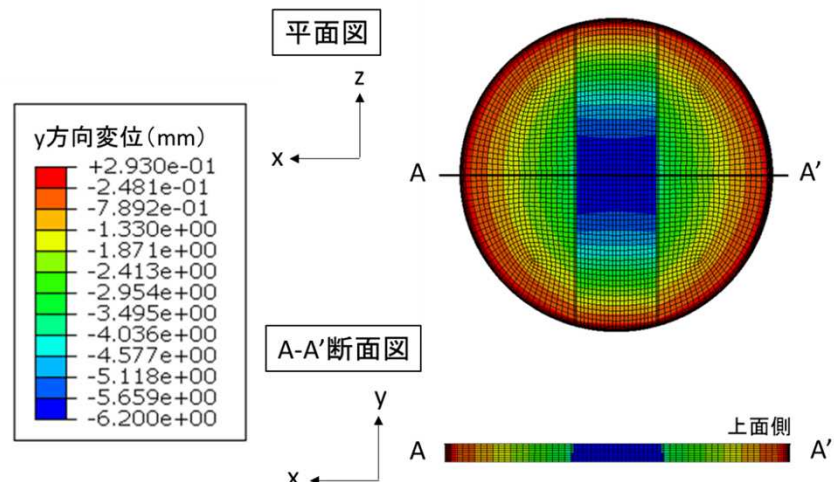 平面図
z
x
A
A'
y方向変位(mm)
+2.930e-01
-2.481e-01
-7.892e-01
-1.330e+00
-1.871e+00
-2.413e+00
-2.954e+00
-3.495e+00
-4.036e+00
-4.577e+00
-5.118e+00
-5.659e+00
-6.200e+00
A-A'断面図
y
x
上面側
A
A'